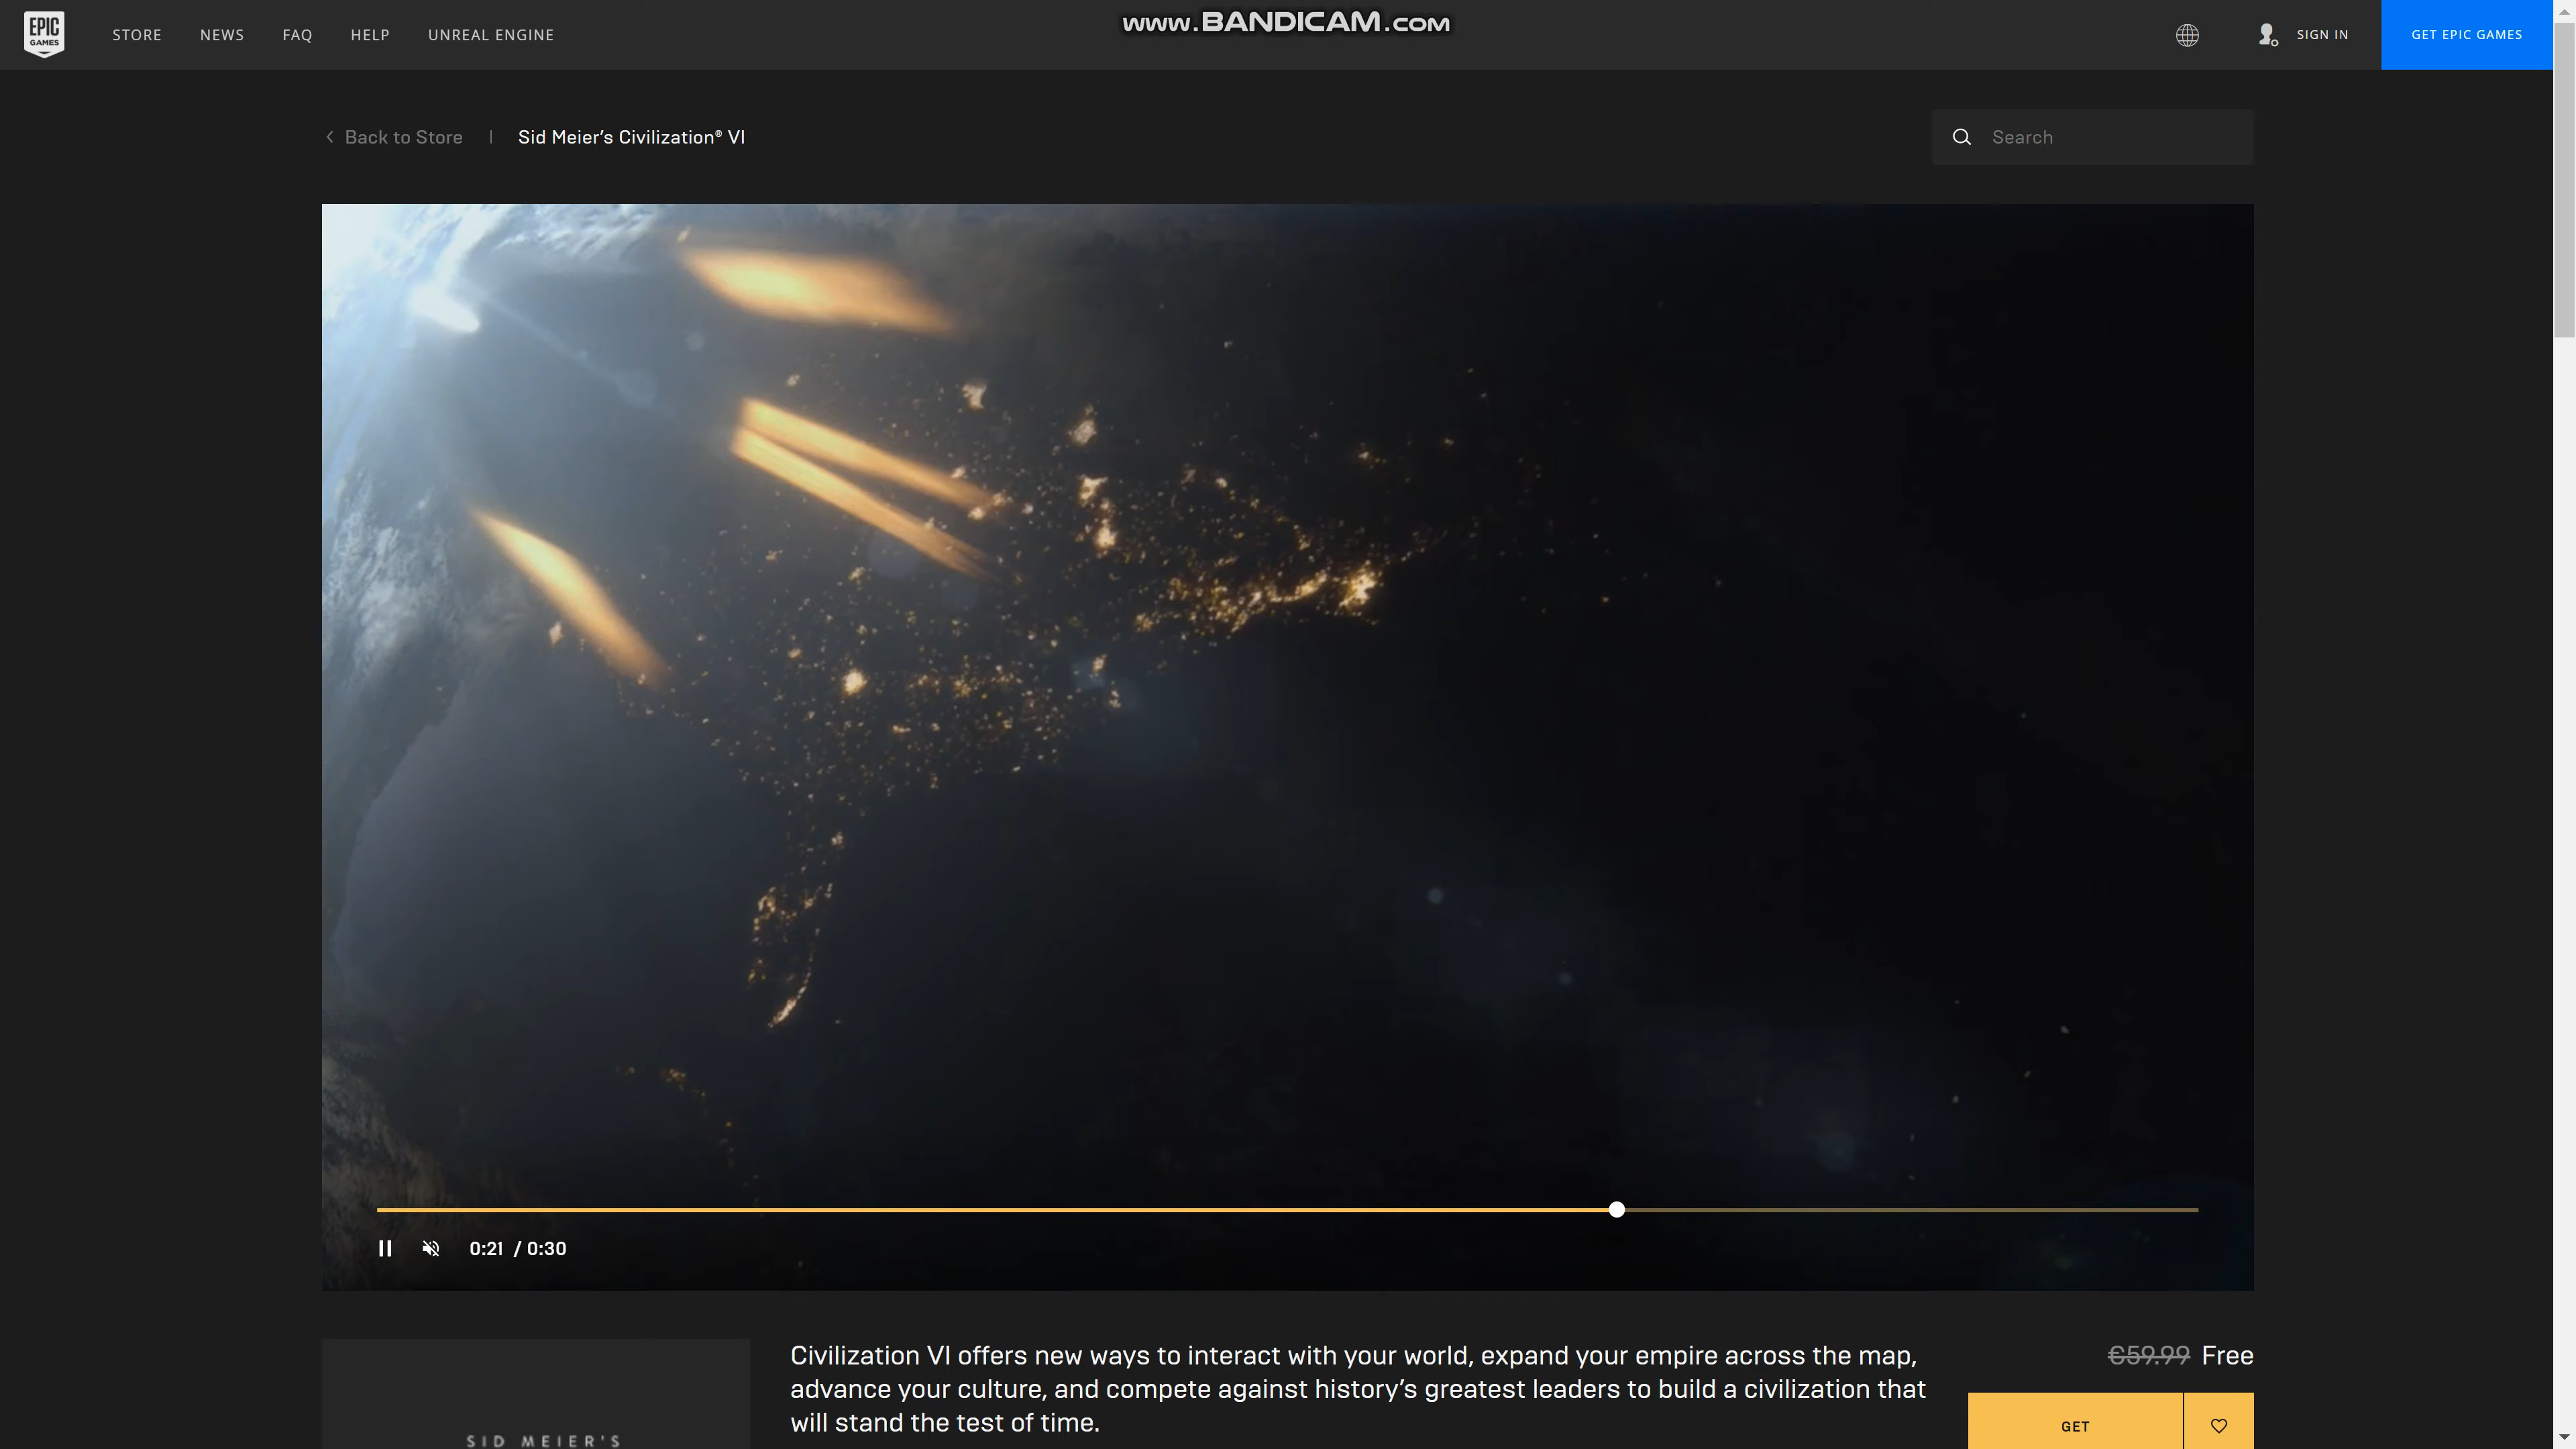 www.BANDICAM.com
EPIC
GAMES
STORE
NEWS
FAQ
HELP
UNREAL ENGINE
SIGN IN
GET EPIC GAMES
Back to Store | Sid Meier's Civilization® VI
Search
0:21 / 0:30
Civilization VI offers new ways to interact with your world, expand your empire across the map,
advance your culture, and compete against history's greatest leaders to build a civilization that
will stand the test of time.
€59.99 Free
GET
SID MEIER'S